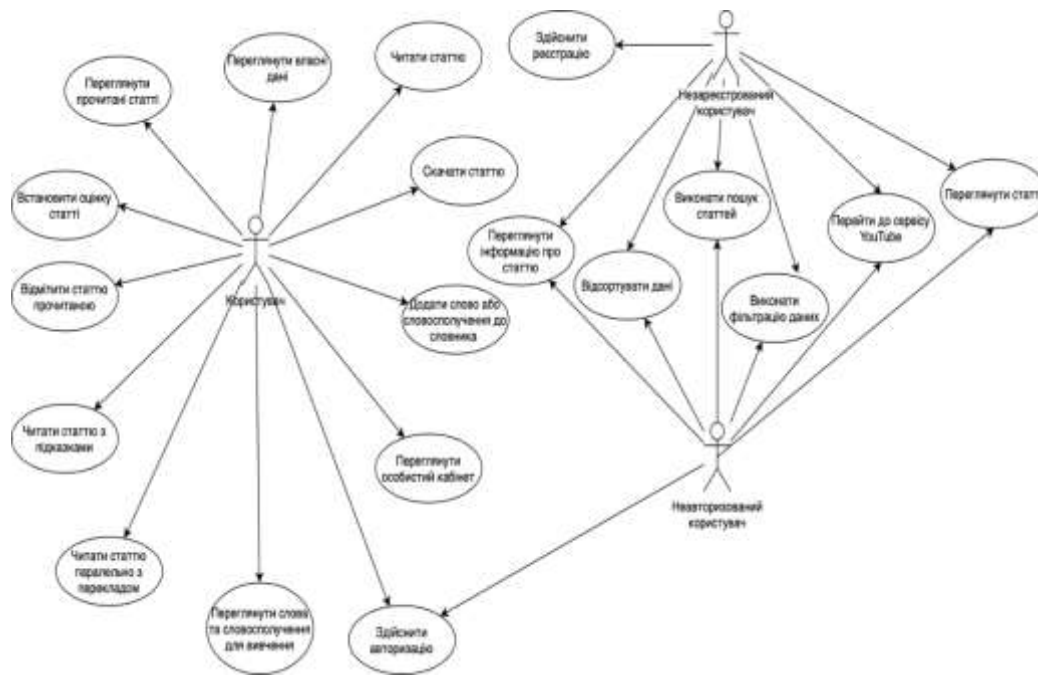 Здійснити
реєстрацію
Незареєстрований
користувач
Переглянути власні
дані
Читати статтю
Переглянути
прочитані статті
Скачати статтю
Встановити оцінку
статті
Користувач
Відмітити статтю
прочитаною
Додати слово або
словосполучення до
словника
Читати статтю з
підказками
Переглянути
особистий кабінет
Читати статтю
паралельно з
перекладом
Переглянути слова
та словосполучення
для вивчення
Здійснити
авторизацію
Переглянути
інформацію про
статтю
Відсортувати дані
Виконати пошук
статтей
Виконати
фільтрацію даних
Перейти до сервісу
YouTube
Переглянути статті
Неавторизований
користувач